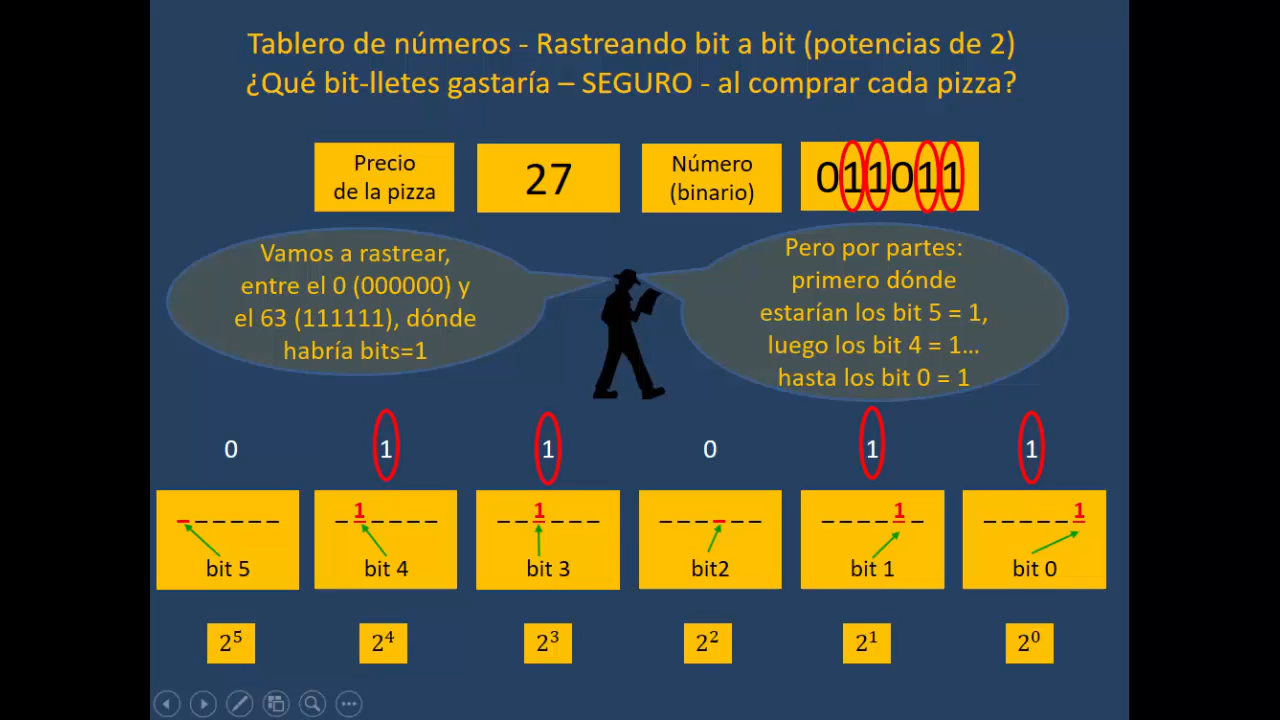 Tablero de números - Rastreando bit a bit (potencias de 2)
¿Qué bit-lletes gastaría – SEGURO - al comprar cada pizza?
Precio
de la pizza
27
Número
(binario)
011011
Vamos a rastrear,
entre el 0 (000000) y
el 63 (111111), dónde
habría bits=1
Pero por partes:
primero dónde
estarían los bit 5 = 1,
luego los bit 4 = 1...
hasta los bit 0 = 1
0 1 1 0 1 1
_ _ _ _ _ _
_ 1 _ _ _ _
_ _ 1 _ _ _
_ _ _ _ _ _
_ _ _ _ 1 _
_ _ _ _ _ 1
bit 5 bit 4 bit 3 bit2 bit 1 bit 0
2⁵ 2⁴ 2³ 2² 2¹ 2⁰